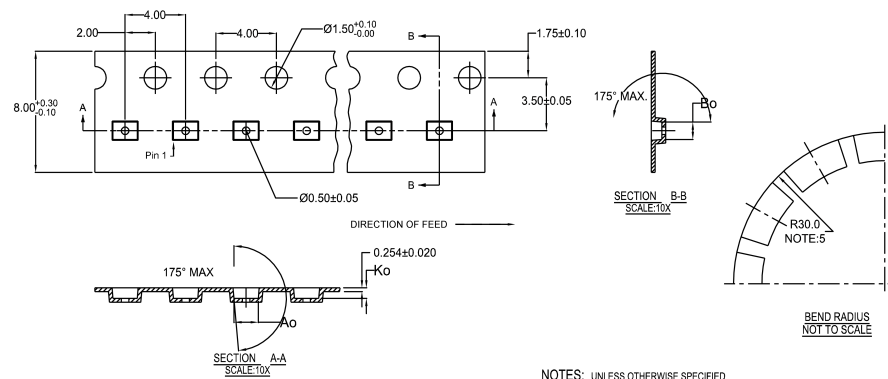 4.00
2.00
4.00
Ø1.50+0.10 -0.00
B
1.75±0.10
8.00+0.30 -0.10
A
A
3.50±0.05
175° MAX.
Bo
Pin 1
Ø0.50±0.05
B
SECTION B-B
SCALE:10X
DIRECTION OF FEED
R30.0
NOTE:5
0.254±0.020
175° MAX
Ko
Ao
BEND RADIUS
NOT TO SCALE
SECTION A-A
SCALE:10X
NOTES: UNLESS OTHERWISE SPECIFIED